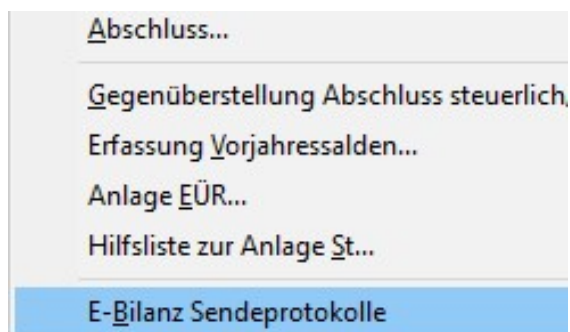 Abschluss...
Gegenüberstellung Abschluss steuerlich,
Erfassung Vorjahressalden...
Anlage EÜR...
Hilfsliste zur Anlage St...
E-Bilanz Sendeprotokolle